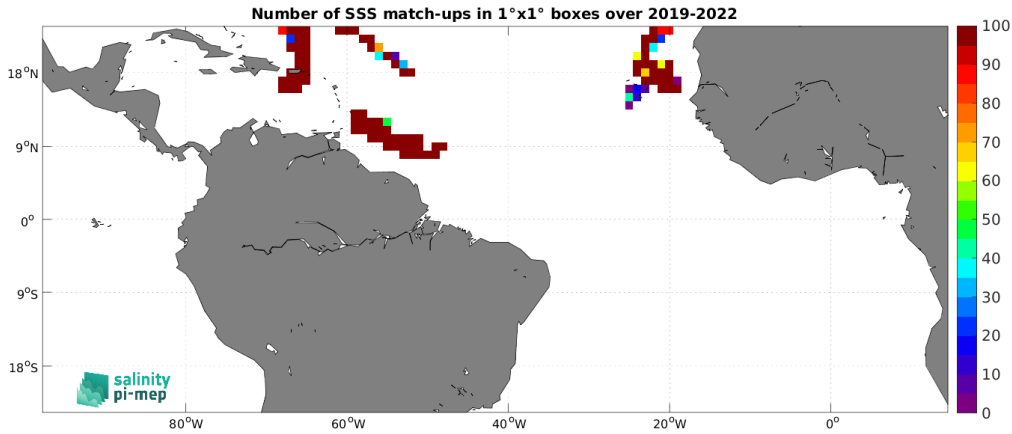 Number of SSS match-ups in 1°x1° boxes over 2019-2022
100
90
80
70
60
50
40
30
20
10
0
18°N
9°N
0°
9°S
18°S
80°W
60°W
40°W
20°W
0°
salinity
pi-mep